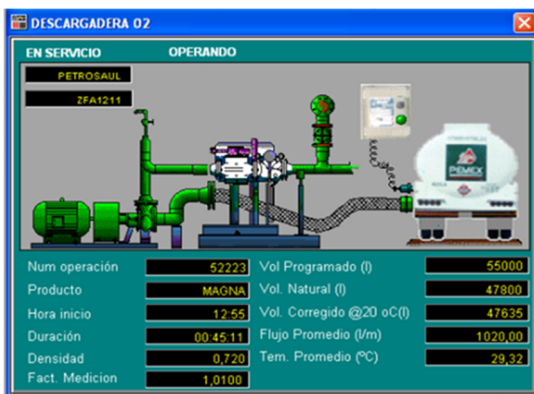 DESCARGADERA 02
EN SERVICIO OPERANDO
PETROSAUL
ZFA1211
PEMEX
Num operación 52223 Vol Programado (l) 55000
Producto MAGNA Vol. Natural (l) 47800
Hora inicio 12:55 Vol. Corregido @20 oC(l) 47635
Duración 00:45:11 Flujo Promedio (l/m) 1020,00
Densidad 0,720 Tem. Promedio (ºC) 29,32
Fact. Medicion 1,0100